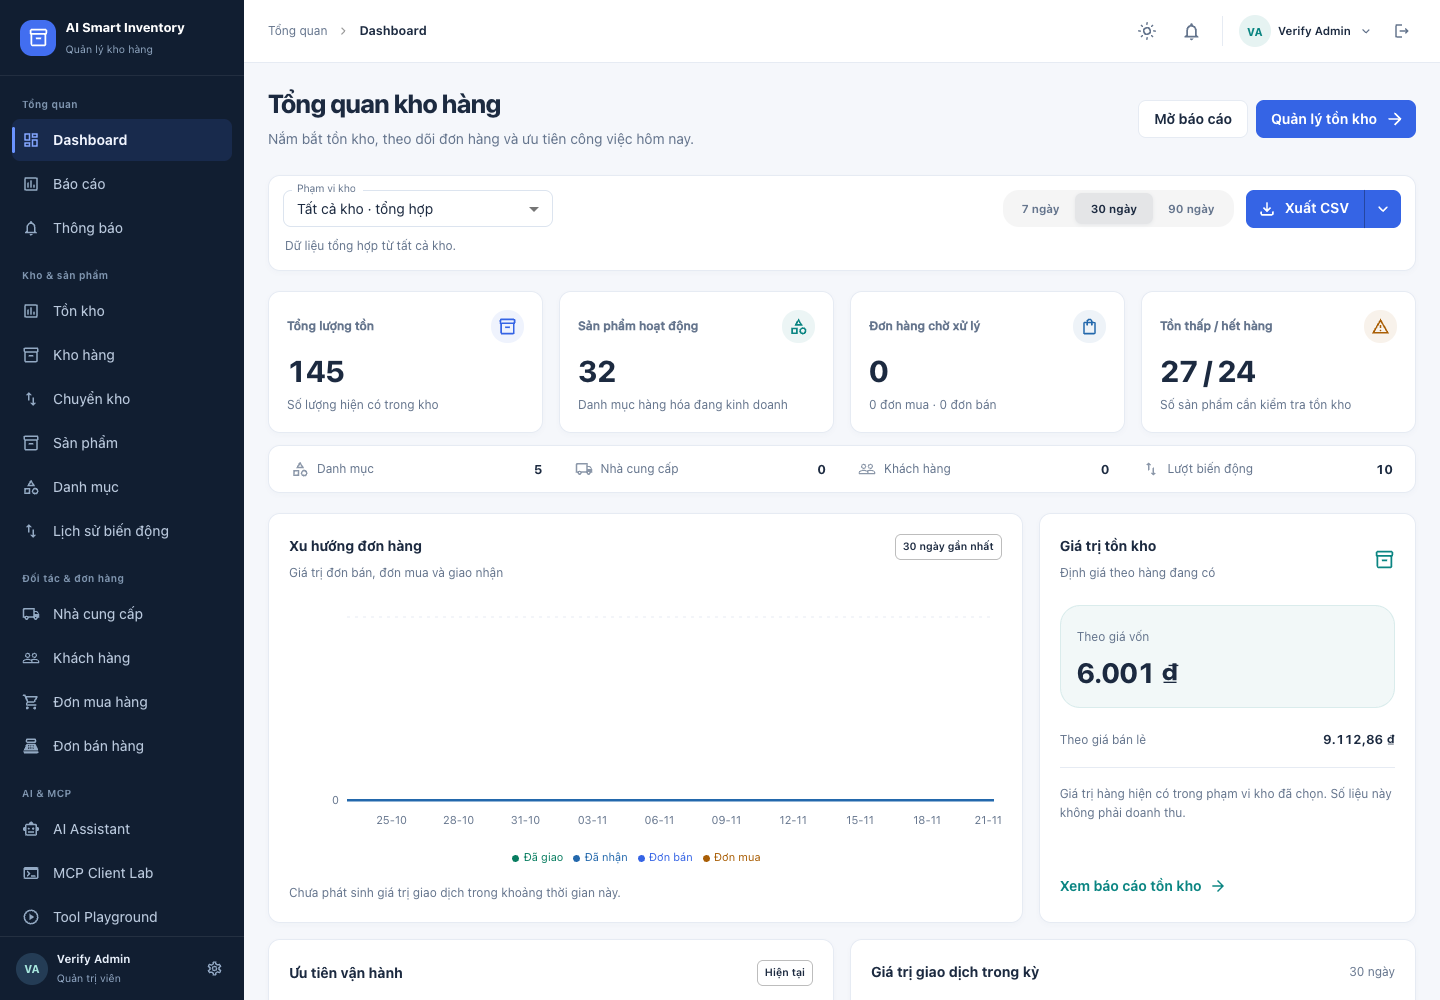 AI Smart Inventory
Quản lý kho hàng
Tổng quan
Dashboard
Báo cáo
Thông báo
Kho & sản phẩm
Tồn kho
Kho hàng
Chuyển kho
Sản phẩm
Danh mục
Lịch sử biến động
Đối tác & đơn hàng
Nhà cung cấp
Khách hàng
Đơn mua hàng
Đơn bán hàng
AI & MCP
AI Assistant
MCP Client Lab
Tool Playground
VA
Verify Admin
Quản trị viên
Tổng quan > Dashboard
VA Verify Admin
Tổng quan kho hàng
Nắm bắt tồn kho, theo dõi đơn hàng và ưu tiên công việc hôm nay.
Mở báo cáo
Quản lý tồn kho
Phạm vi kho
Tất cả kho · tổng hợp
Dữ liệu tổng hợp từ tất cả kho.
7 ngày 30 ngày 90 ngày
Xuất CSV
Tổng lượng tồn
145
Số lượng hiện có trong kho
Sản phẩm hoạt động
32
Danh mục hàng hóa đang kinh doanh
Đơn hàng chờ xử lý
0
0 đơn mua · 0 đơn bán
Tồn thấp / hết hàng
27 / 24
Số sản phẩm cần kiểm tra tồn kho
Danh mục 5
Nhà cung cấp 0
Khách hàng 0
Lượt biến động 10
Xu hướng đơn hàng
30 ngày gần nhất
Giá trị đơn bán, đơn mua và giao nhận
0
25-10 28-10 31-10 03-11 06-11 09-11 12-11 15-11 18-11 21-11
Đã giao Đã nhận Đơn bán Đơn mua
Chưa phát sinh giá trị giao dịch trong khoảng thời gian này.
Giá trị tồn kho
Định giá theo hàng đang có
Theo giá vốn
6.001 ₫
Theo giá bán lẻ 9.112,86 ₫
Giá trị hàng hiện có trong phạm vi kho đã chọn. Số liệu này
không phải doanh thu.
Xem báo cáo tồn kho
Ưu tiên vận hành
Hiện tại
Giá trị giao dịch trong kỳ
30 ngày